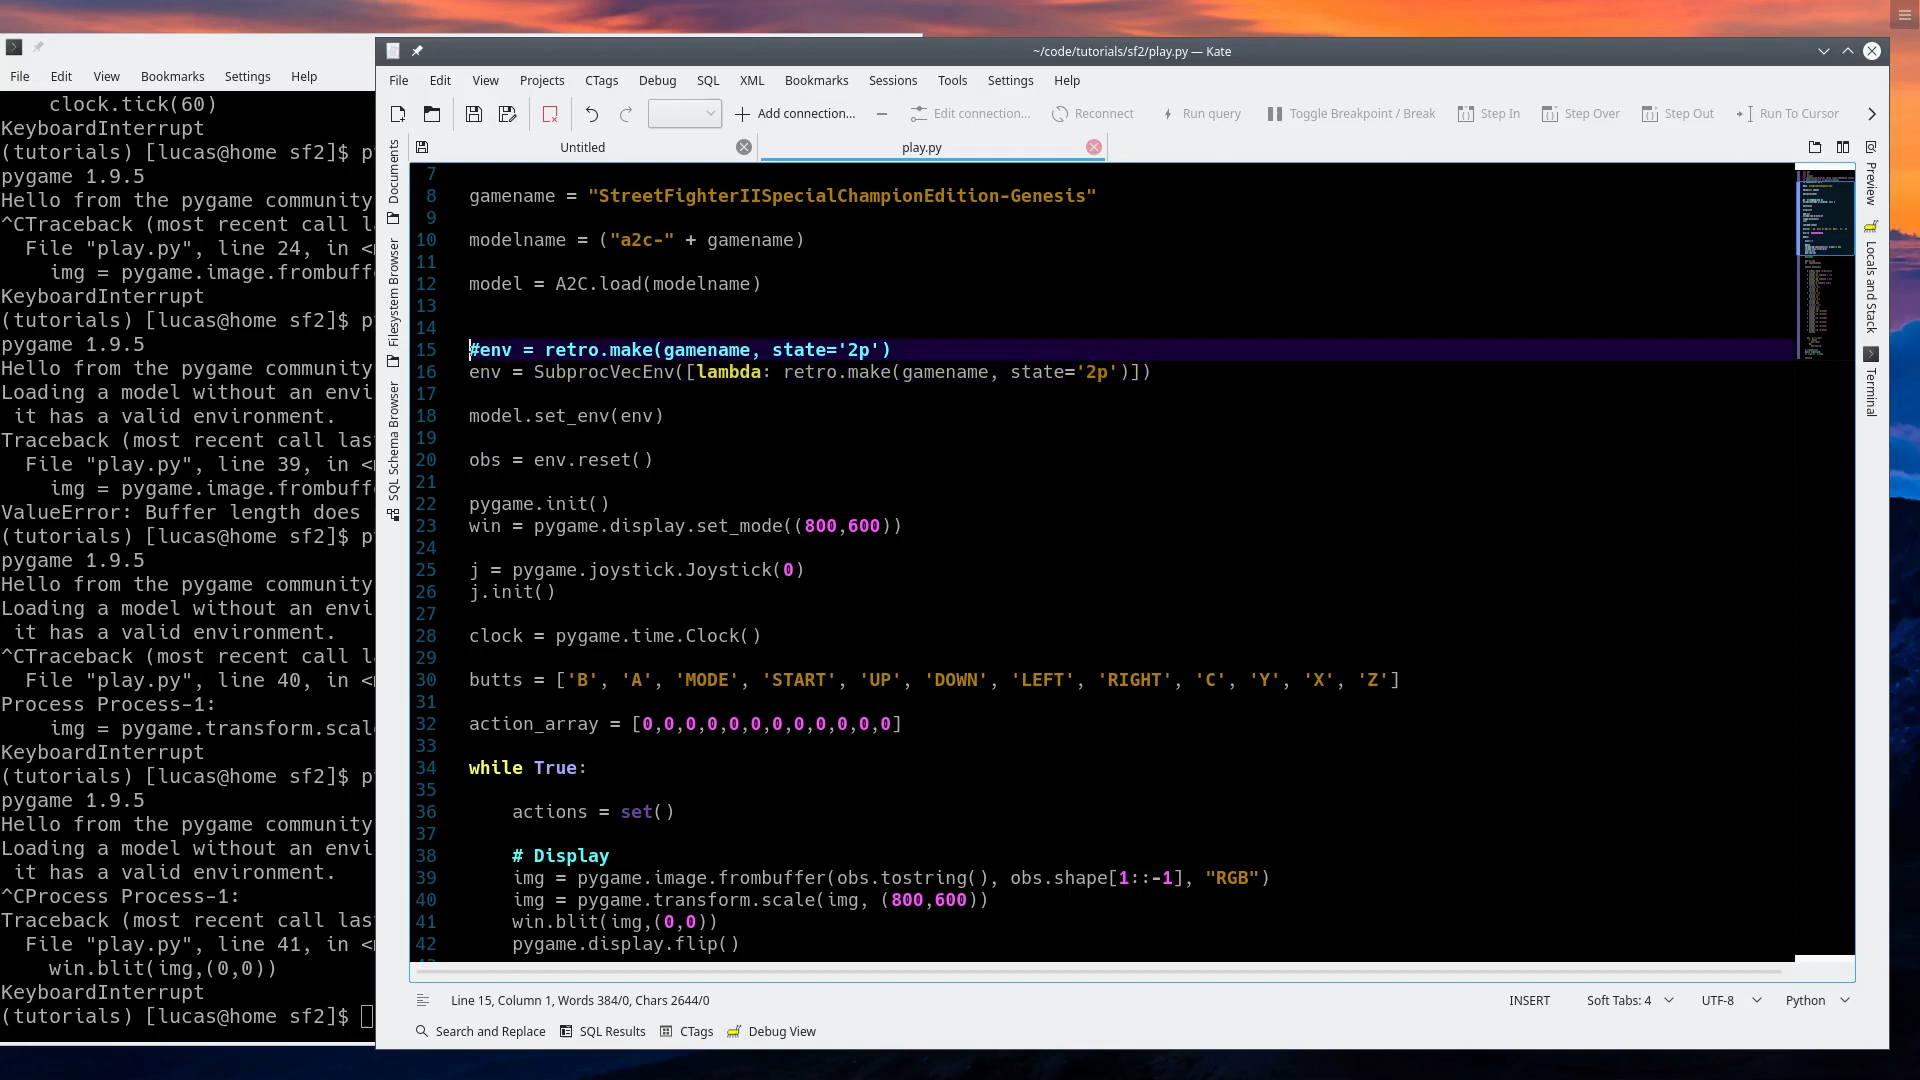 File Edit View Bookmarks Settings Help
clock.tick(60)
KeyboardInterrupt
(tutorials) [lucas@home sf2]$
pygame 1.9.5
Hello from the pygame community
^CTraceback (most recent call
File "play.py", line 24, in
img = pygame.image.frombuff
KeyboardInterrupt
(tutorials) [lucas@home sf2]$
pygame 1.9.5
Hello from the pygame community
Loading a model without an envi
it has a valid environment.
Traceback (most recent call las
File "play.py", line 39, in
img = pygame.image.frombuff
ValueError: Buffer length does
(tutorials) [lucas@home sf2]$
pygame 1.9.5
Hello from the pygame community
Loading a model without an envi
it has a valid environment.
^CTraceback (most recent call
File "play.py", line 40, in
Process Process-1:
img = pygame.transform.scal
KeyboardInterrupt
(tutorials) [lucas@home sf2]$
pygame 1.9.5
Hello from the pygame community
Loading a model without an envi
it has a valid environment.
^CProcess Process-1:
Traceback (most recent call las
File "play.py", line 41, in
win.blit(img,(0,0))
KeyboardInterrupt
(tutorials) [lucas@home sf2]$
~/code/tutorials/sf2/play.py — Kate
File Edit View Projects CTags Debug SQL XML Bookmarks Sessions Tools Settings Help
Add connection... Edit connection... Reconnect Run query Toggle Breakpoint / Break Step In Step Over Step Out Run To Cursor
Untitled play.py
Documents
Filesystem Browser
SQL Schema Browser
7
8 gamename = "StreetFighterIISpecialChampionEdition-Genesis"
9
10 modelname = ("a2c-" + gamename)
11
12 model = A2C.load(modelname)
13
14
15 #env = retro.make(gamename, state='2p')
16 env = SubprocVecEnv([lambda: retro.make(gamename, state='2p')])
17
18 model.set_env(env)
19
20 obs = env.reset()
21
22 pygame.init()
23 win = pygame.display.set_mode((800,600))
24
25 j = pygame.joystick.Joystick(0)
26 j.init()
27
28 clock = pygame.time.Clock()
29
30 butts = ['B', 'A', 'MODE', 'START', 'UP', 'DOWN', 'LEFT', 'RIGHT', 'C', 'Y', 'X', 'Z']
31
32 action_array = [0,0,0,0,0,0,0,0,0,0,0,0]
33
34 while True:
35
36 actions = set()
37
38 # Display
39 img = pygame.image.frombuffer(obs.tostring(), obs.shape[1::-1], "RGB")
40 img = pygame.transform.scale(img, (800,600))
41 win.blit(img,(0,0))
42 pygame.display.flip()
Preview
Locals and Stack
Terminal
Line 15, Column 1, Words 384/0, Chars 2644/0 INSERT Soft Tabs: 4 UTF-8 Python
Search and Replace SQL Results CTags Debug View